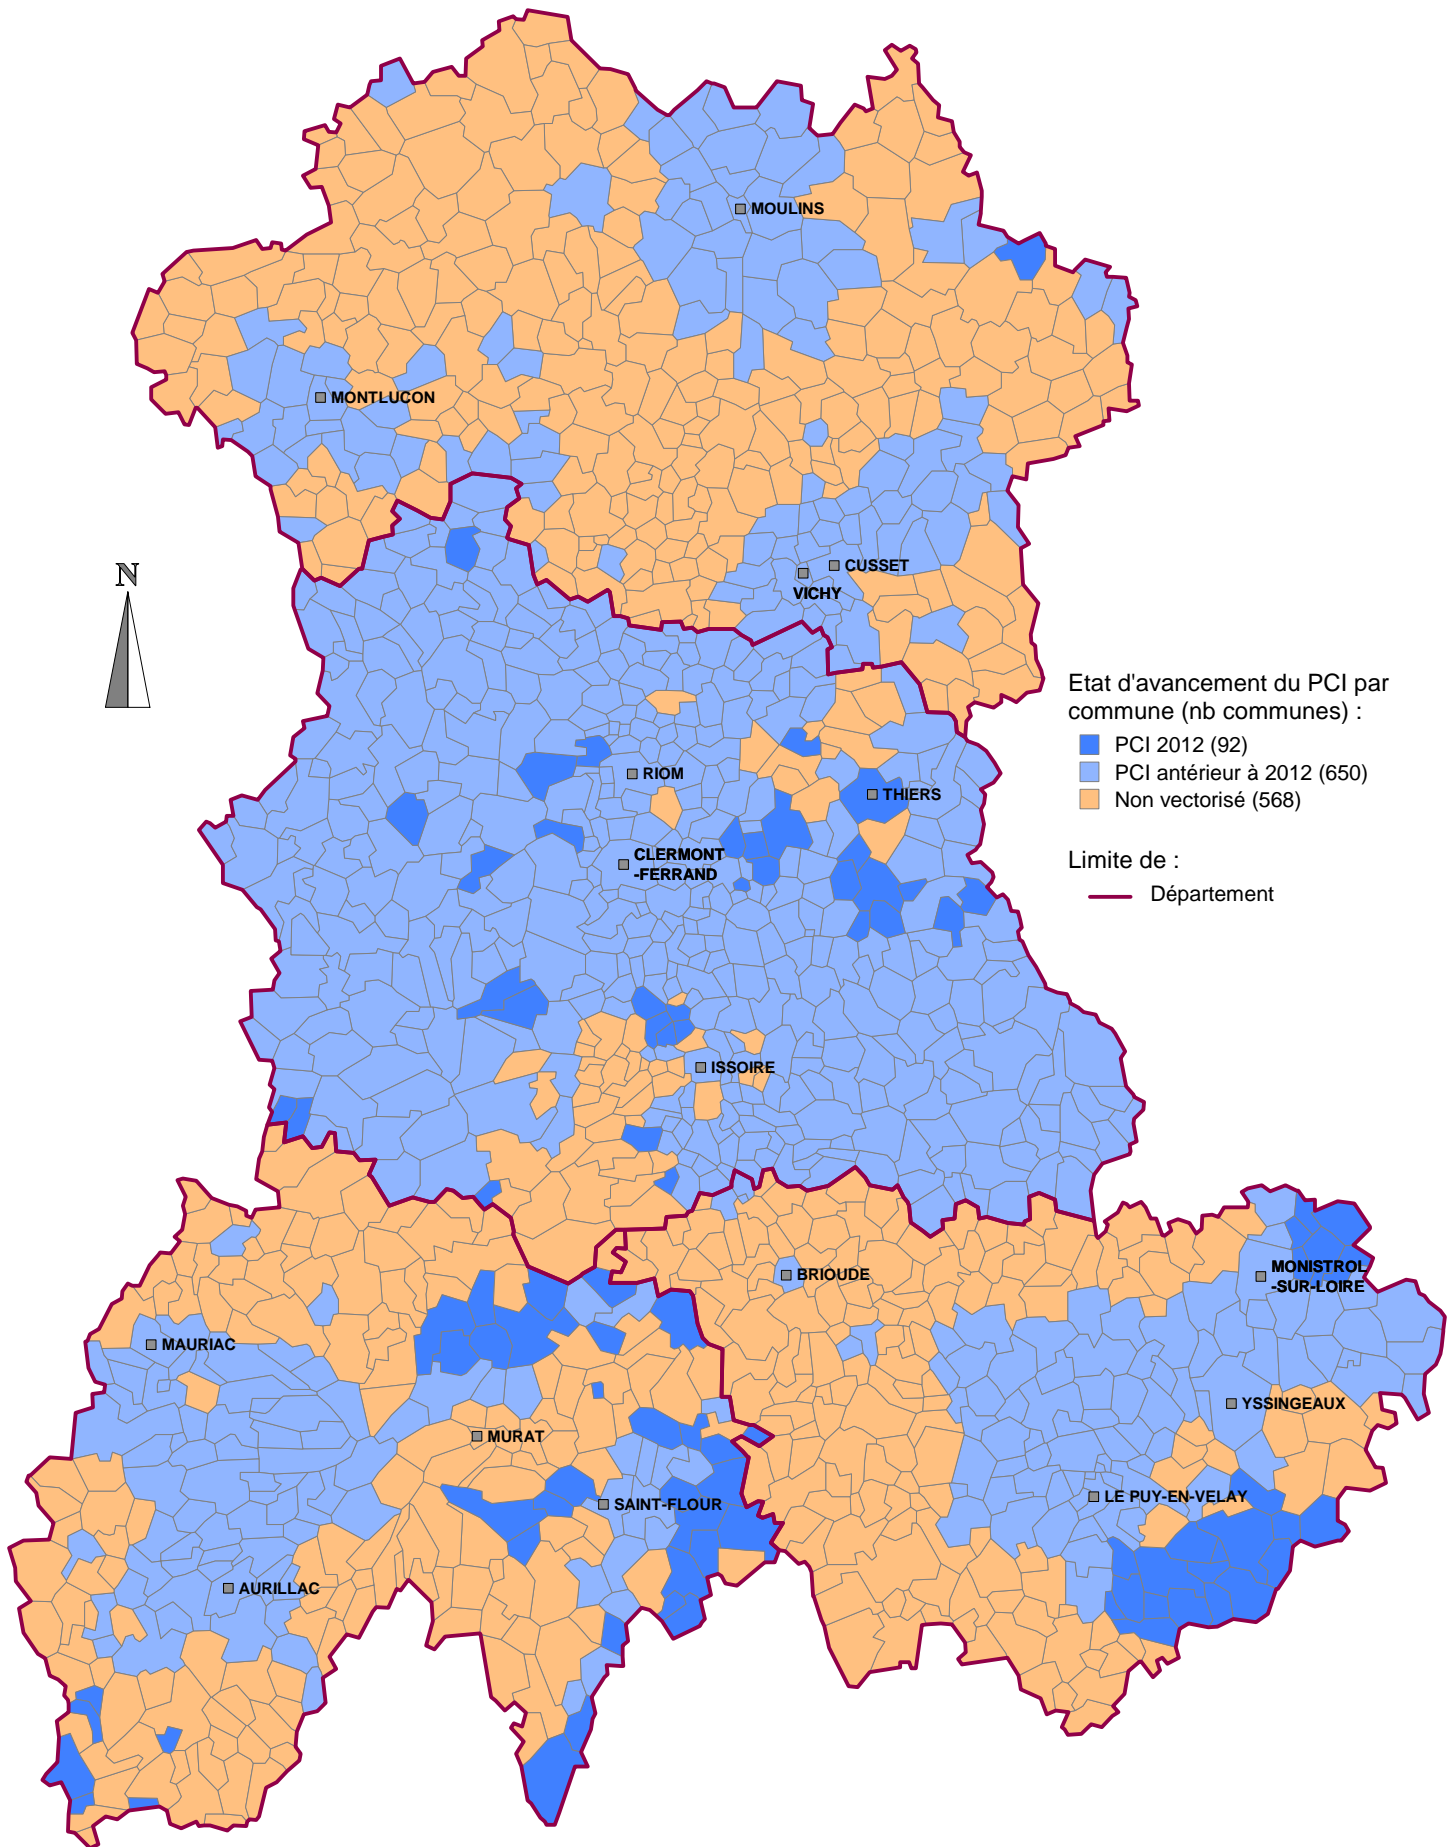 MOULINS
MONTLUCON
N
CUSSET
VICHY
Etat d'avancement du PCI par
commune (nb communes) :
PCI 2012 (92)
PCI antérieur à 2012 (650)
Non vectorisé (568)
Limite de :
Département
RIOM
THIERS
CLERMONT
-FERRAND
ISSOIRE
BRIOUDE
MONISTROL
-SUR-LOIRE
MAURIAC
YSSINGEAUX
MURAT
LE PUY-EN-VELAY
SAINT-FLOUR
AURILLAC